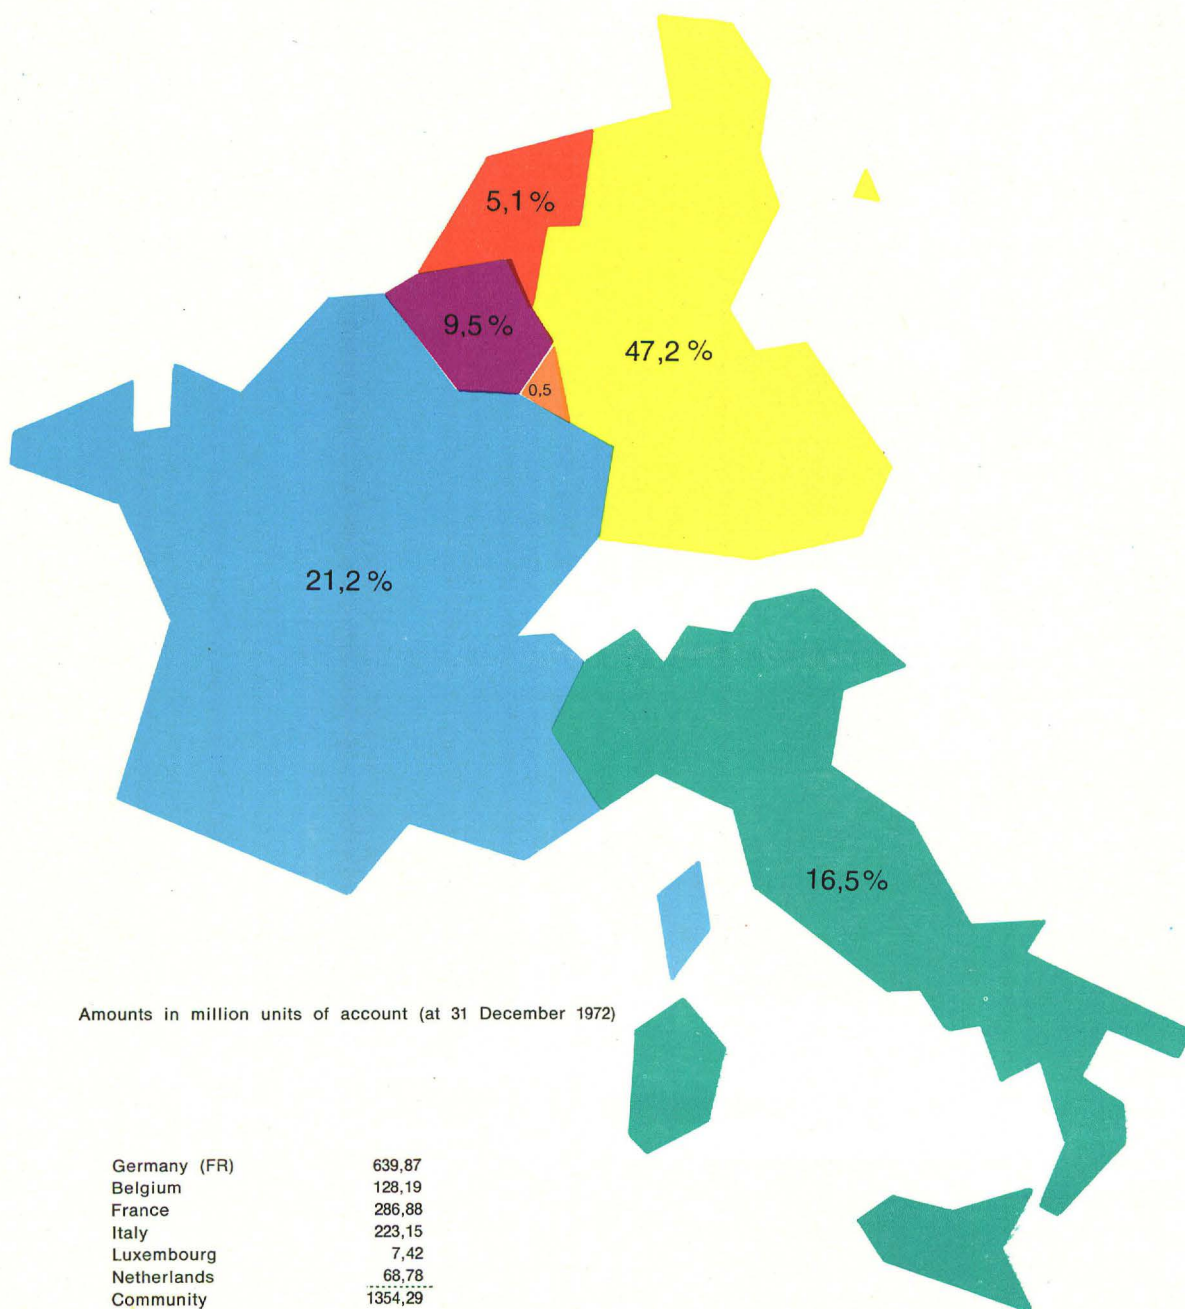 5,1 %
9,5 %
47,2 %
0,5
21,2 %
16,5%
Amounts in million units of account (at 31 December 1972)
Germany (FR) 639,87
Belgium 128,19
France 286,88
Italy 223,15
Luxembourg 7,42
Netherlands 68,78
Community 1354,29